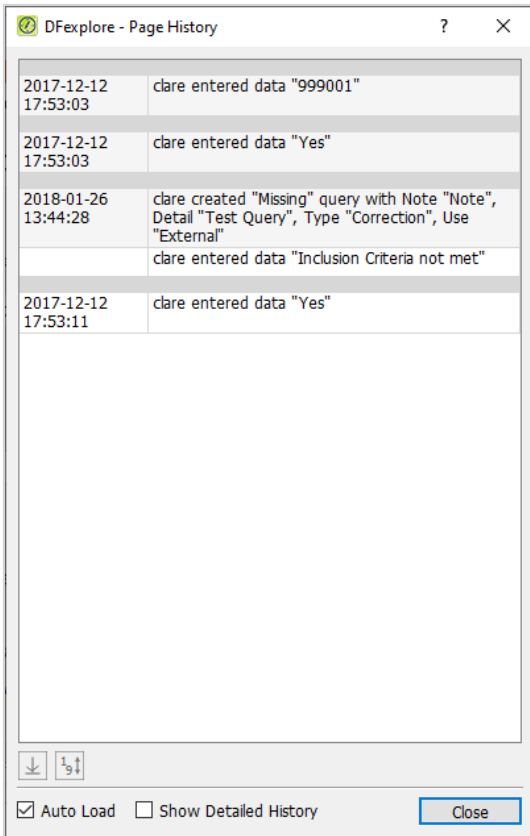 DFexplore - Page History
?
2017-12-12
17:53:03
clare entered data "999001"
2017-12-12
17:53:03
clare entered data "Yes"
2018-01-26
13:44:28
clare created "Missing" query with Note "Note",
Detail "Test Query", Type "Correction", Use
"External"
clare entered data "Inclusion Criteria not met"
2017-12-12
17:53:11
clare entered data "Yes"
1
9
Auto Load
Show Detailed History
Close